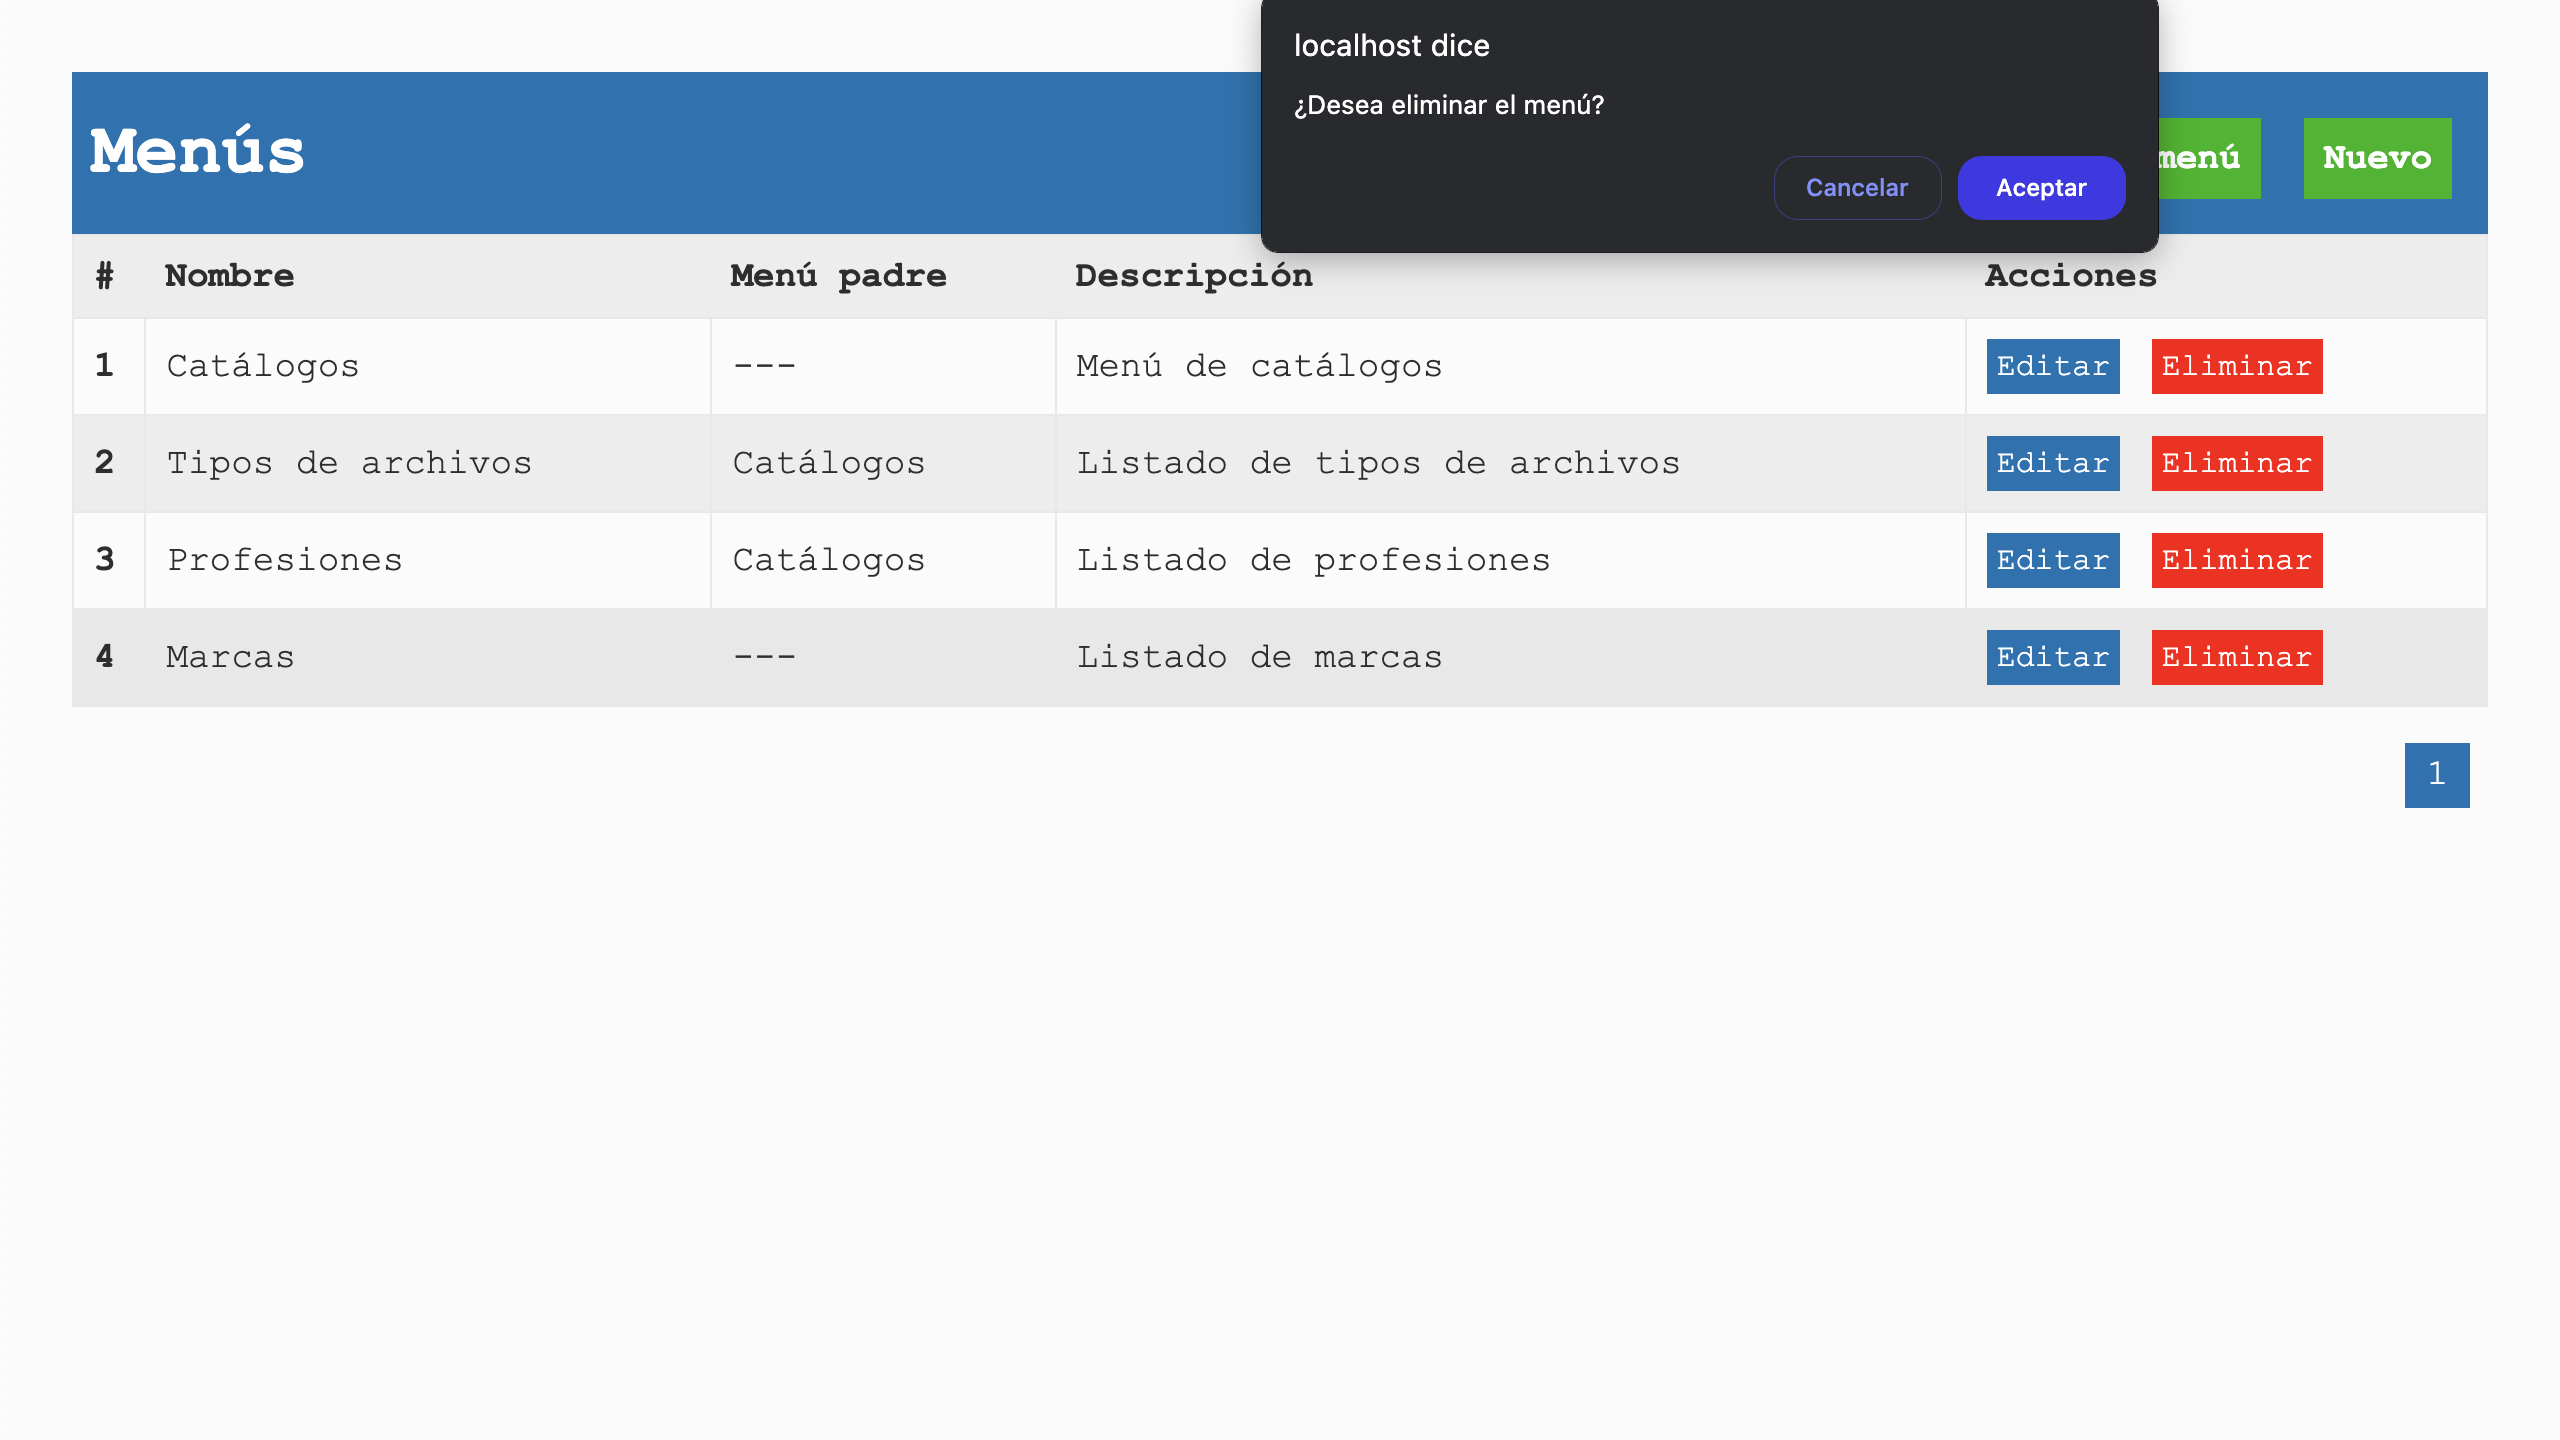 localhost dice
¿Desea eliminar el menú?
Cancelar Aceptar
Menús
menú Nuevo
# Nombre Menú padre Descripción Acciones
1 Catálogos --- Menú de catálogos Editar Eliminar
2 Tipos de archivos Catálogos Listado de tipos de archivos Editar Eliminar
3 Profesiones Catálogos Listado de profesiones Editar Eliminar
4 Marcas --- Listado de marcas Editar Eliminar
1